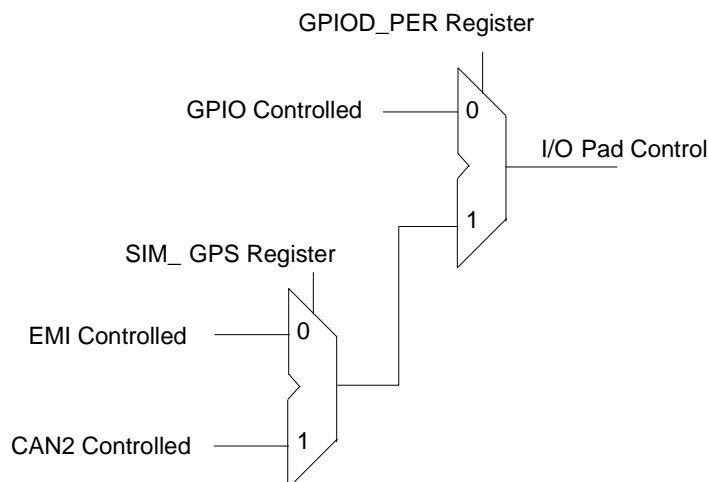 GPIOD_PER Register
GPIO Controlled
0
I/O Pad Control
1
SIM_ GPS Register
EMI Controlled
0
CAN2 Controlled
1